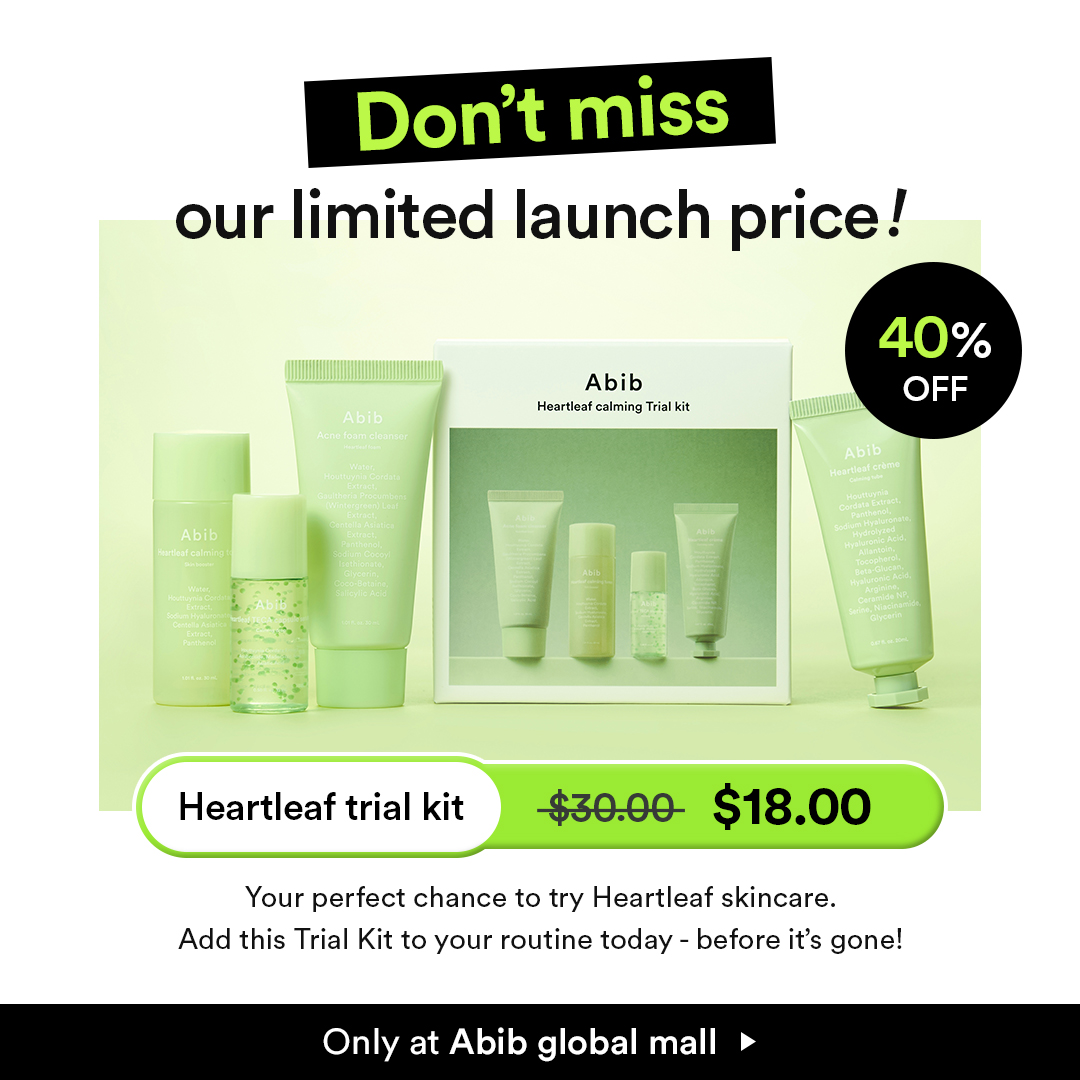 Don't miss
our limited launch price!
40%
OFF
Abib
Heartleaf calming Trial kit
Abib
Acne foam cleanser
Water,
Houttuynia Cordata
Extract,
Gaultheria Procumbens
(Wintergreen) Leaf
Extract,
Centella Asiatica
Extract,
Panthenol,
Sodium Cocoyl
Isethionate,
Glycerin,
Coco-Betaine,
Salicylic Acid
Abib
Heartleaf calming
Water,
Houttuynia Cordata
Extract,
Sodium Hyaluronate
Centella Asiatica
Extract,
Panthenol
Abib
Abib
Heartleaf crème
Calming tube
Houttuynia
Cordata Extract,
Panthenol,
Sodium Hyaluronate,
Hydrolyzed
Hyaluronic Acid,
Allantoin,
Tocopherol,
Beta-Glucan,
Hyaluronic Acid,
Arginine,
Ceramide NP,
Serine, Niacinamide,
Glycerin
Abib
Abib
Abib
Abib
Heartleaf trial kit
$30.00 $18.00
Your perfect chance to try Heartleaf skincare.
Add this Trial Kit to your routine today - before it's gone!
Only at Abib global mall